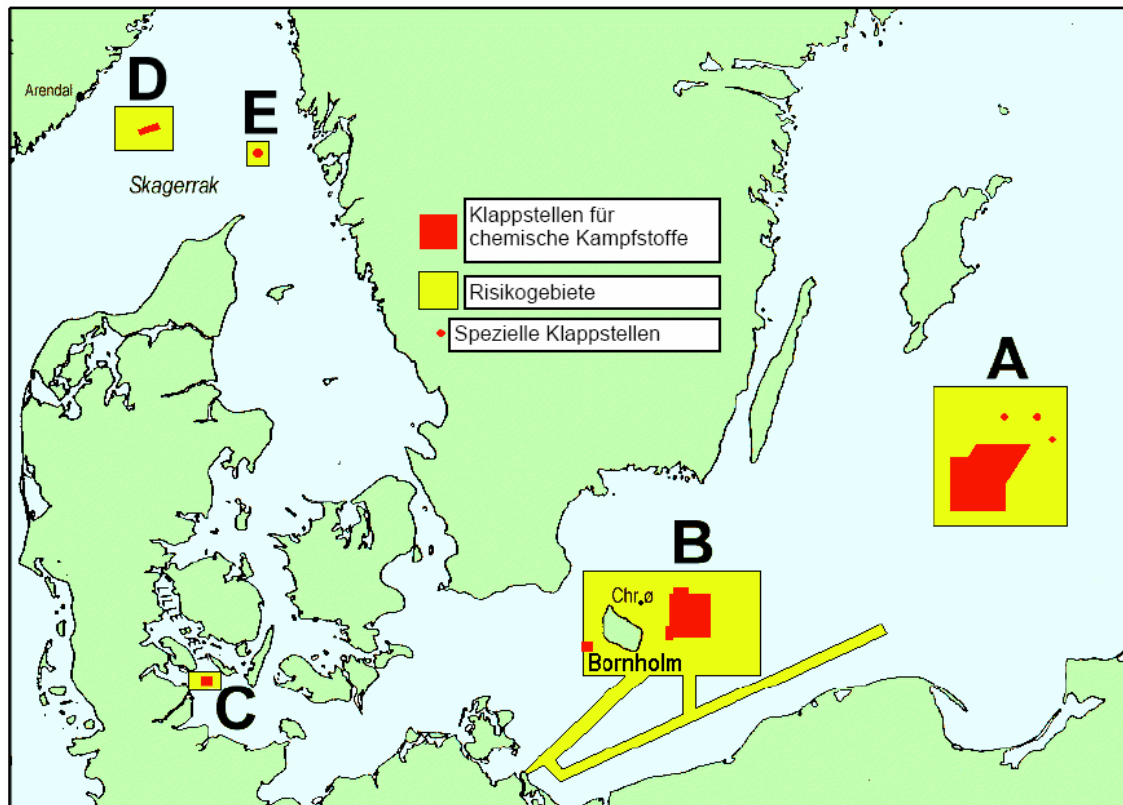 D
Arendal
E
Skagerrak
Klappstellen für
chemische Kampfstoffe
Risikogebiete
Spezielle Klappstellen
A
B
Chr.ø
Bornholm
C